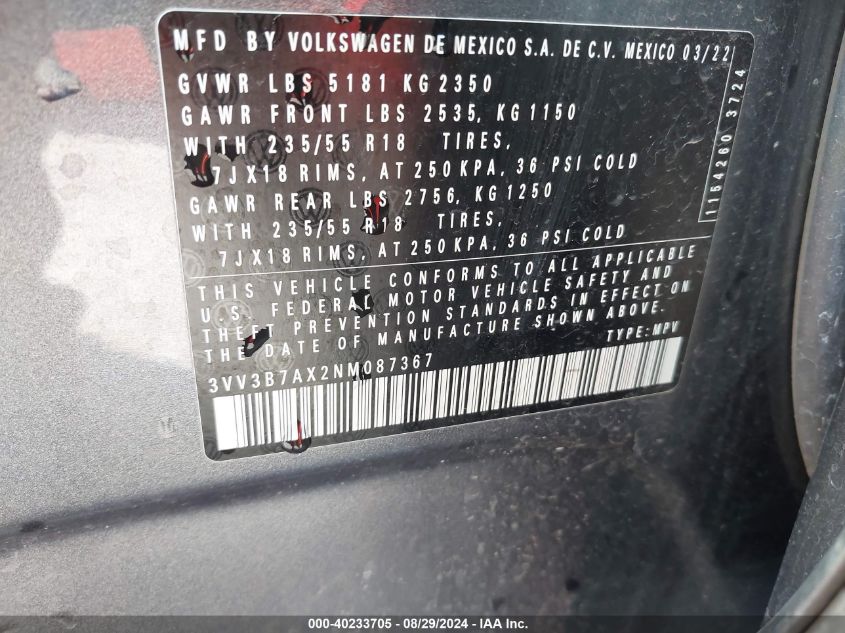 MFD BY VOLKSWAGEN DE MEXICO S.A. DE C.V. MEXICO 03/22
GVWR LBS 5181 KG 2350
GAWR FRONT LBS 2535, KG 1150
WITH 235/55 R18 TIRES,
7JX18 RIMS, AT 250 KPA, 36 PSI COLD
GAWR REAR LBS 2756, KG 1250
WITH 235/55 R18 TIRES,
7JX18 RIMS, AT 250 KPA, 36 PSI COLD
1154260 3724
THIS VEHICLE CONFORMS TO ALL APPLICABLE
U.S. FEDERAL MOTOR VEHICLE SAFETY AND
THEFT PREVENTION STANDARDS IN EFFECT ON
THE DATE OF MANUFACTURE SHOWN ABOVE.
TYPE: MPV
3VV3B7AX2NM087367
000-40233705 - 08/29/2024 - Copyright IAA, Inc.